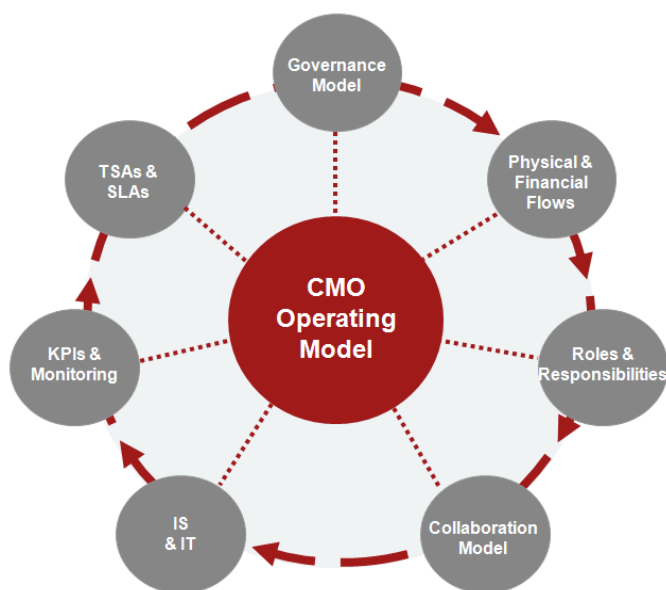 Governance
Model
Physical &
Financial
Flows
Roles &
Responsibilities
Collaboration
Model
IS
& IT
KPIs &
Monitoring
TSAs &
SLAs
CMO
Operating
Model